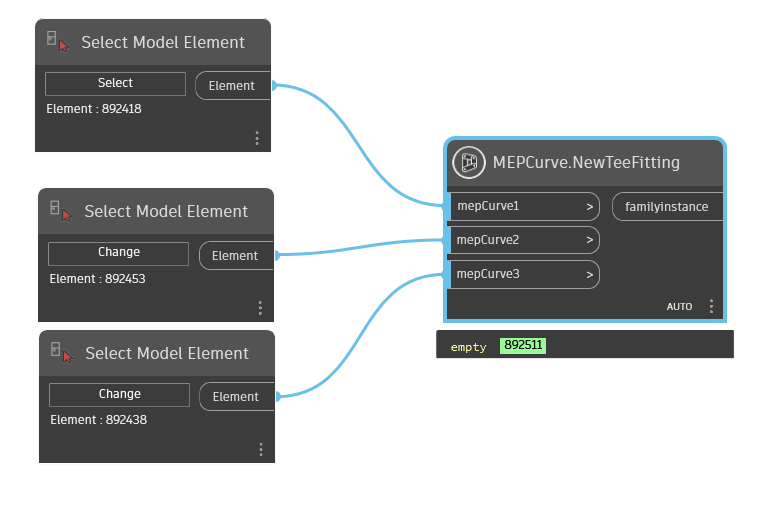 Select Model Element
Select
Element
Element : 892418
Select Model Element
Change
Element
Element : 892453
Select Model Element
Change
Element
Element : 892438
MEPCurve.NewTeeFitting
mepCurve1 >
familyinstance
mepCurve2 >
mepCurve3 >
AUTO
empty 892511